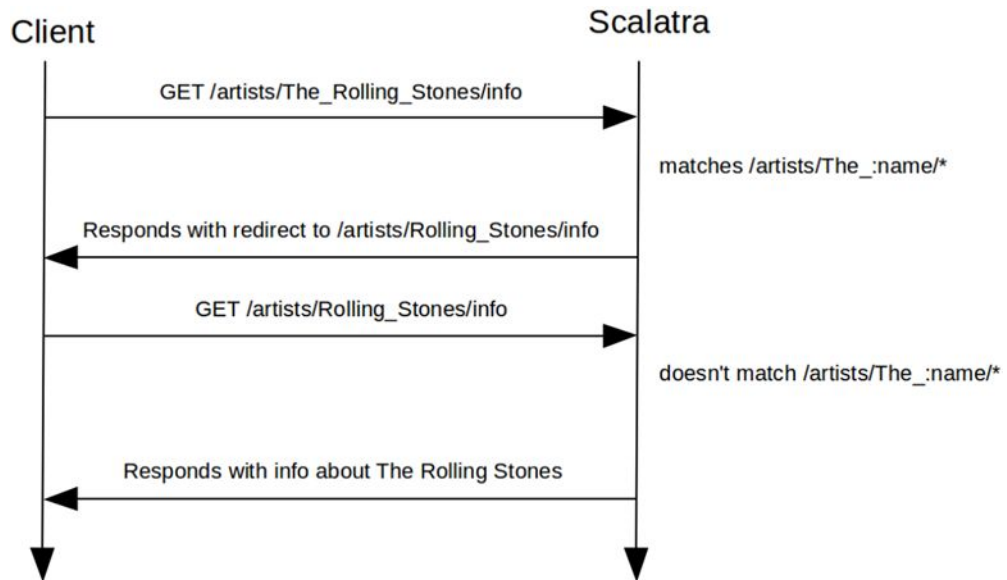 Client
Scalatra
GET /artists/The_Rolling_Stones/info
matches /artists/The_:name/*
Responds with redirect to /artists/Rolling_Stones/info
GET /artists/Rolling_Stones/info
doesn't match /artists/The_:name/*
Responds with info about The Rolling Stones